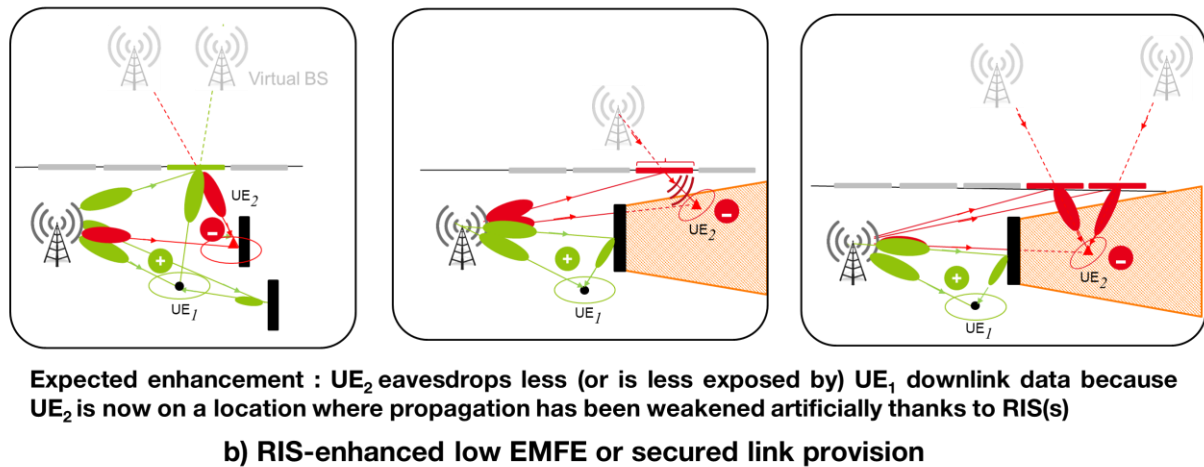 Virtual BS
UE2
−
+
UE1
UE2
−
+
UE1
UE2
−
+
UE1
Expected enhancement : UE2 eavesdrops less (or is less exposed by) UE1 downlink data because
UE2 is now on a location where propagation has been weakened artificially thanks to RIS(s)
b) RIS-enhanced low EMFE or secured link provision